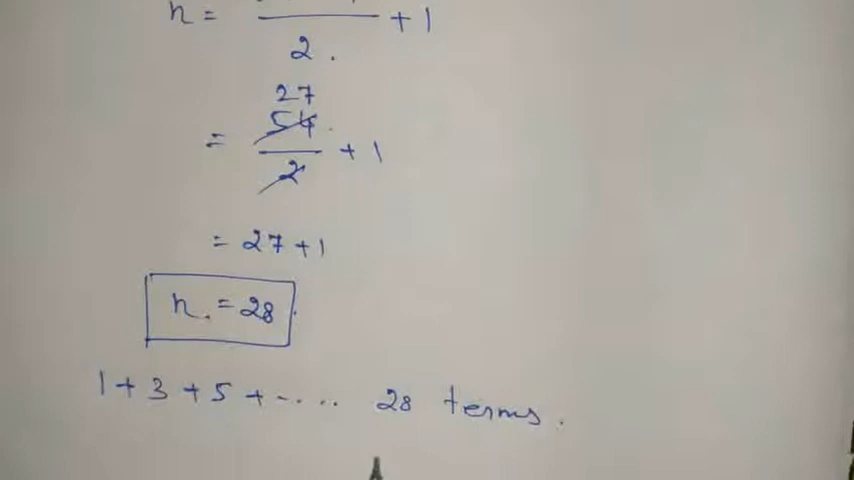 n = / 2 + 1
27
= 54/2 + 1
= 27 + 1
n = 28
1 + 3 + 5 + ..... 28 terms.